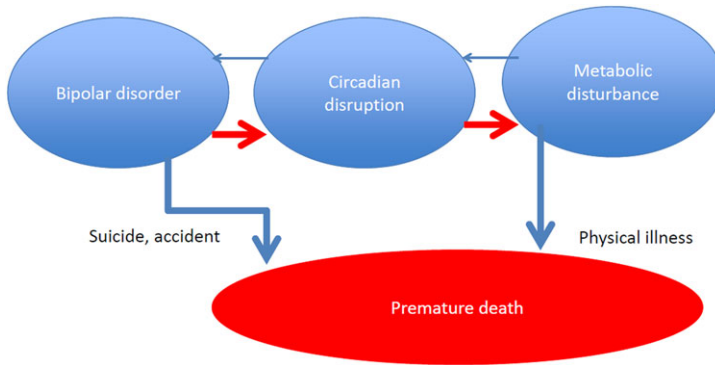 Bipolar disorder
Circadian
disruption
Metabolic
disturbance
Suicide, accident
Physical illness
Premature death